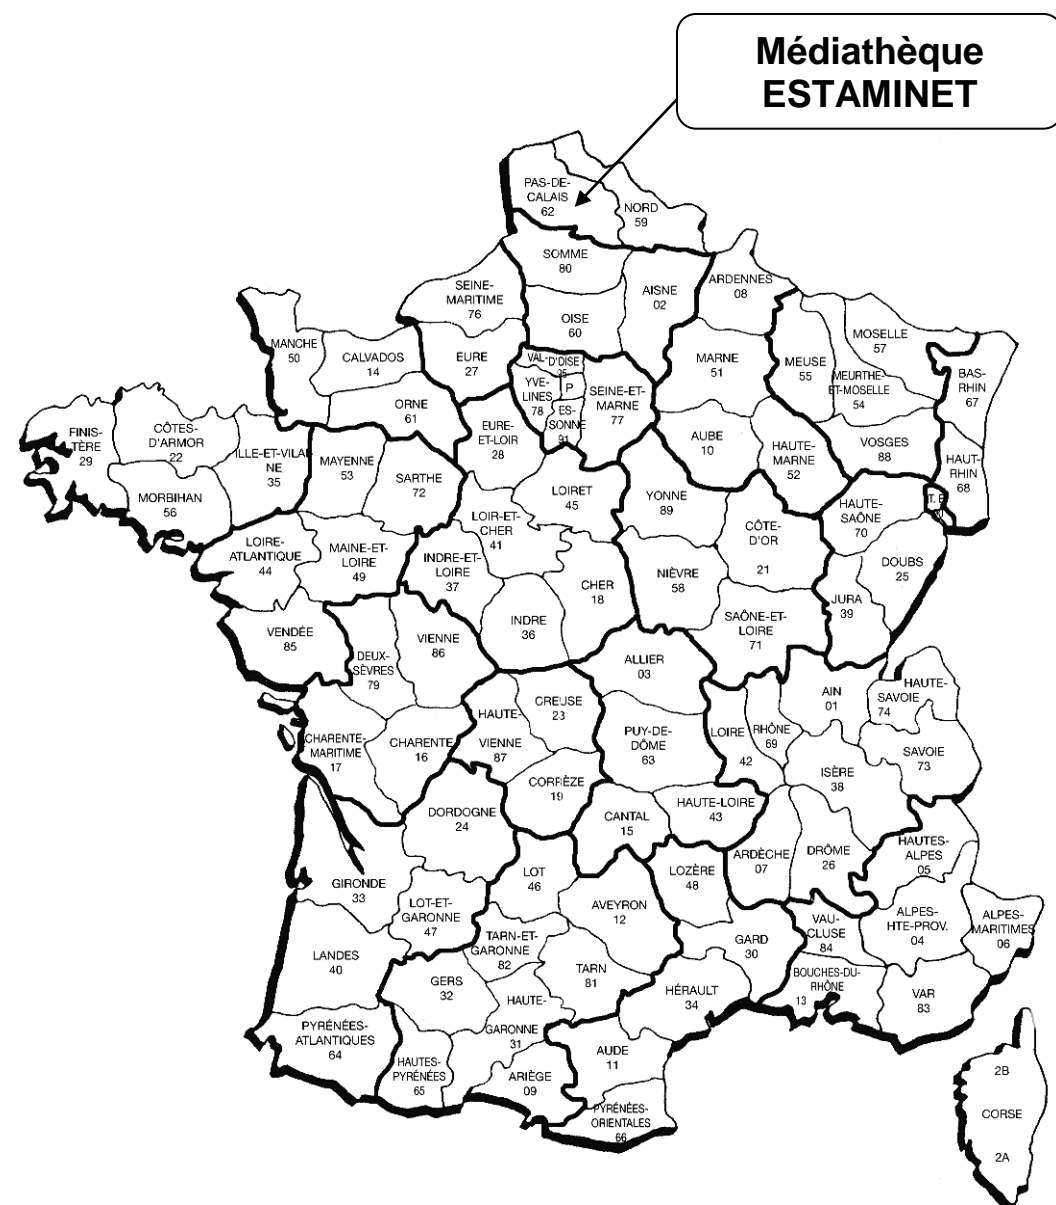 Médiathèque
ESTAMINET
PAS-DE-
CALAIS
62
NORD
59
SOMME
80
SEINE-
MARITIME
76
OISE
60
AISNE
02
ARDENNES
08
MANCHE
50
CALVADOS
14
EURE
27
VAL-
D'OISE
95
YVE-
LINES
78
P
ES-
SONNE
91
SEINE-ET-
MARNE
77
MARNE
51
MEUSE
55
MOSELLE
57
MEURTHE-
ET-MOSELLE
54
BAS-
RHIN
67
ORNE
61
EURE-
ET-LOIR
28
AUBE
10
HAUTE-
MARNE
52
VOSGES
88
HAUT-
RHIN
68
FINIS-
TÈRE
29
CÔTES-
D'ARMOR
22
ILLE-ET-VILAI-
NE
35
MORBIHAN
56
MAYENNE
53
SARTHE
72
LOIRET
45
YONNE
89
HAUTE-
SAÔNE
70
LOIR-ET-
CHER
41
CÔTE-
D'OR
21
DOUBS
25
LOIRE-
ATLANTIQUE
44
MAINE-ET-
LOIRE
49
INDRE-ET-
LOIRE
37
CHER
18
NIÈVRE
58
JURA
39
VENDÉE
85
INDRE
36
SAÔNE-ET-
LOIRE
71
DEUX-
SÈVRES
79
VIENNE
86
ALLIER
03
AIN
01
HAUTE-
SAVOIE
74
CREUSE
23
HAUTE-
VIENNE
87
CHARENTE-
MARITIME
17
CHARENTE
16
PUY-DE-
DÔME
63
LOIRE
42
RHÔNE
69
SAVOIE
73
ISÈRE
38
CORRÈZE
19
DORDOGNE
24
CANTAL
15
HAUTE-LOIRE
43
ARDÈCHE
07
DRÔME
26
HAUTES-
ALPES
05
GIRONDE
33
LOT
46
LOZÈRE
48
LOT-ET-
GARONNE
47
AVEYRON
12
VAU-
CLUSE
84
ALPES-
HTE-PROV.
04
ALPES-
MARITIMES
06
LANDES
40
TARN-ET-
GARONNE
82
TARN
81
GARD
30
GERS
32
HÉRAULT
34
BOUCHES-DU-
RHÔNE
13
VAR
83
HAUTE-
GARONNE
31
PYRÉNÉES-
ATLANTIQUES
64
HAUTES-
PYRÉNÉES
65
ARIÈGE
09
AUDE
11
PYRÉNÉES-
ORIENTALES
66
2B
CORSE
2A